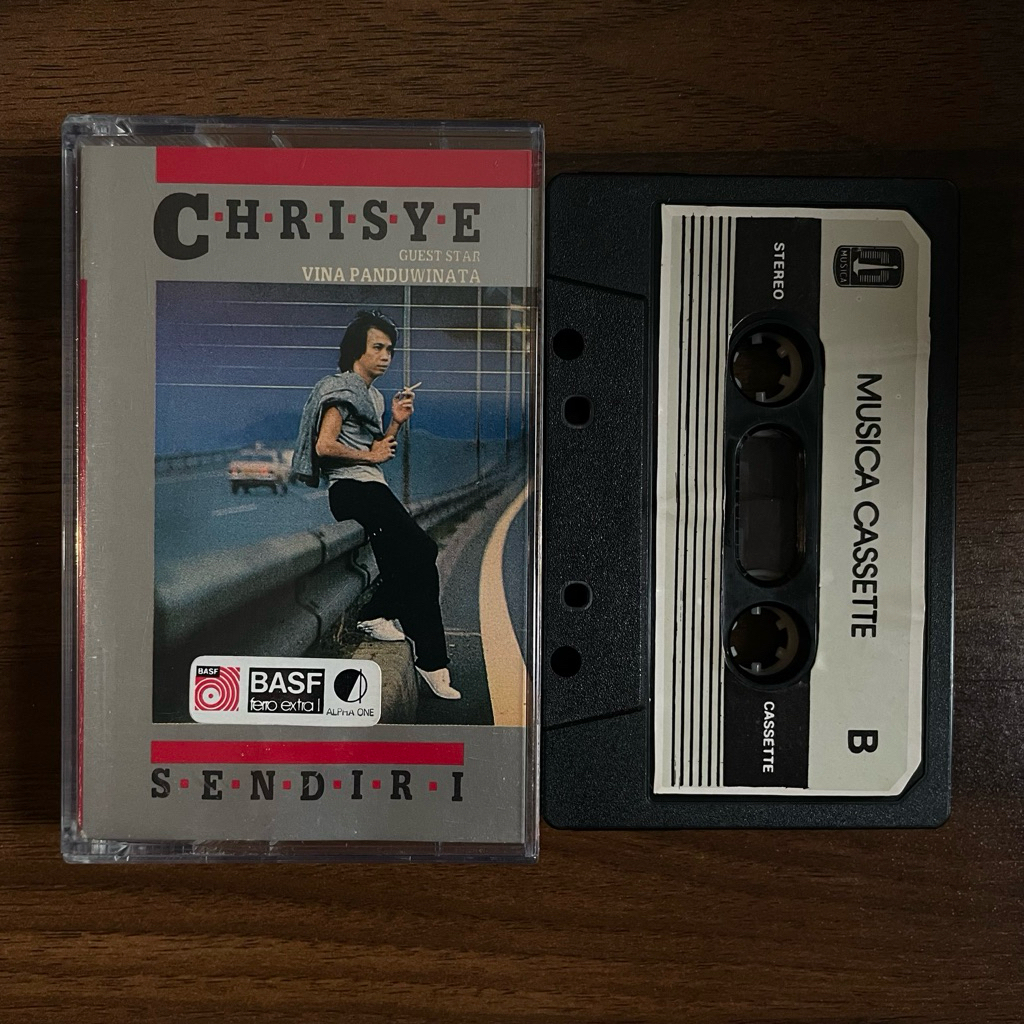 C·H·R·I·S·Y·E
GUEST STAR
VINA PANDUWINATA
BASF
BASF
ferro extra I
ALPHA ONE
S·E·N·D·I·R·I
STEREO
MUSICA
MUSICA CASSETTE
CASSETTE
B